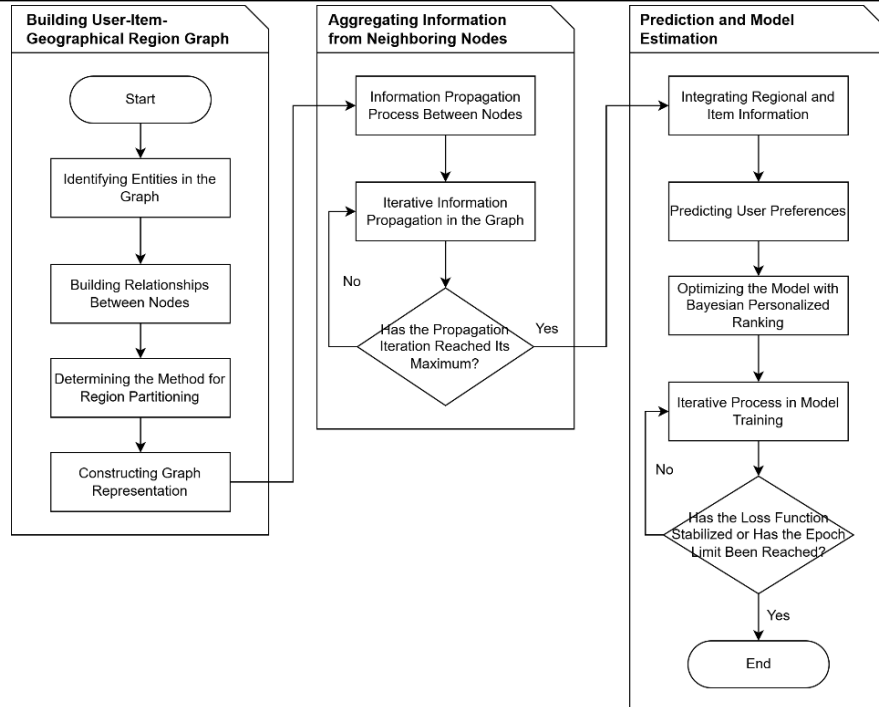 Building User-Item-
Geographical Region Graph
Start
Identifying Entities in the
Graph
Building Relationships
Between Nodes
Determining the Method for
Region Partitioning
Constructing Graph
Representation
Aggregating Information
from Neighboring Nodes
Information Propagation
Process Between Nodes
Iterative Information
Propagation in the Graph
No
Has the Propagation
Iteration Reached Its
Maximum?
Yes
Prediction and Model
Estimation
Integrating Regional and
Item Information
Predicting User Preferences
Optimizing the Model with
Bayesian Personalized
Ranking
Iterative Process in Model
Training
No
Has the Loss Function
Stabilized or Has the Epoch
Limit Been Reached?
Yes
End